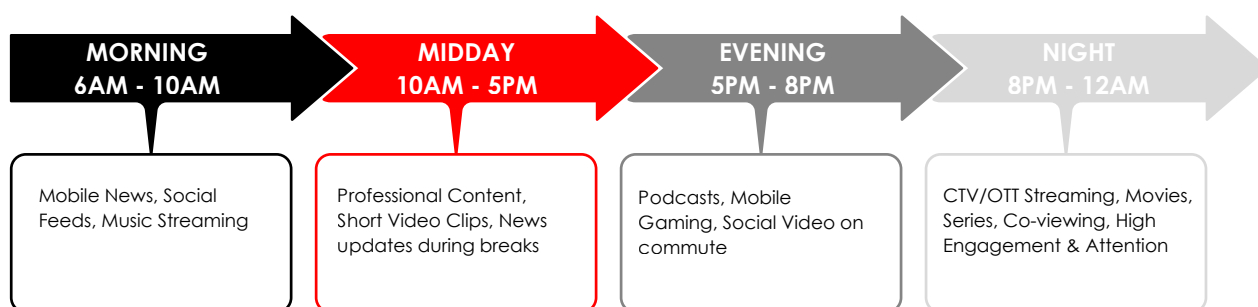 MORNING
6AM - 10AM
MIDDAY
10AM - 5PM
EVENING
5PM - 8PM
NIGHT
8PM - 12AM
Mobile News, Social
Feeds, Music Streaming
Professional Content,
Short Video Clips, News
updates during breaks
Podcasts, Mobile
Gaming, Social Video on
commute
CTV/OTT Streaming, Movies,
Series, Co-viewing, High
Engagement & Attention